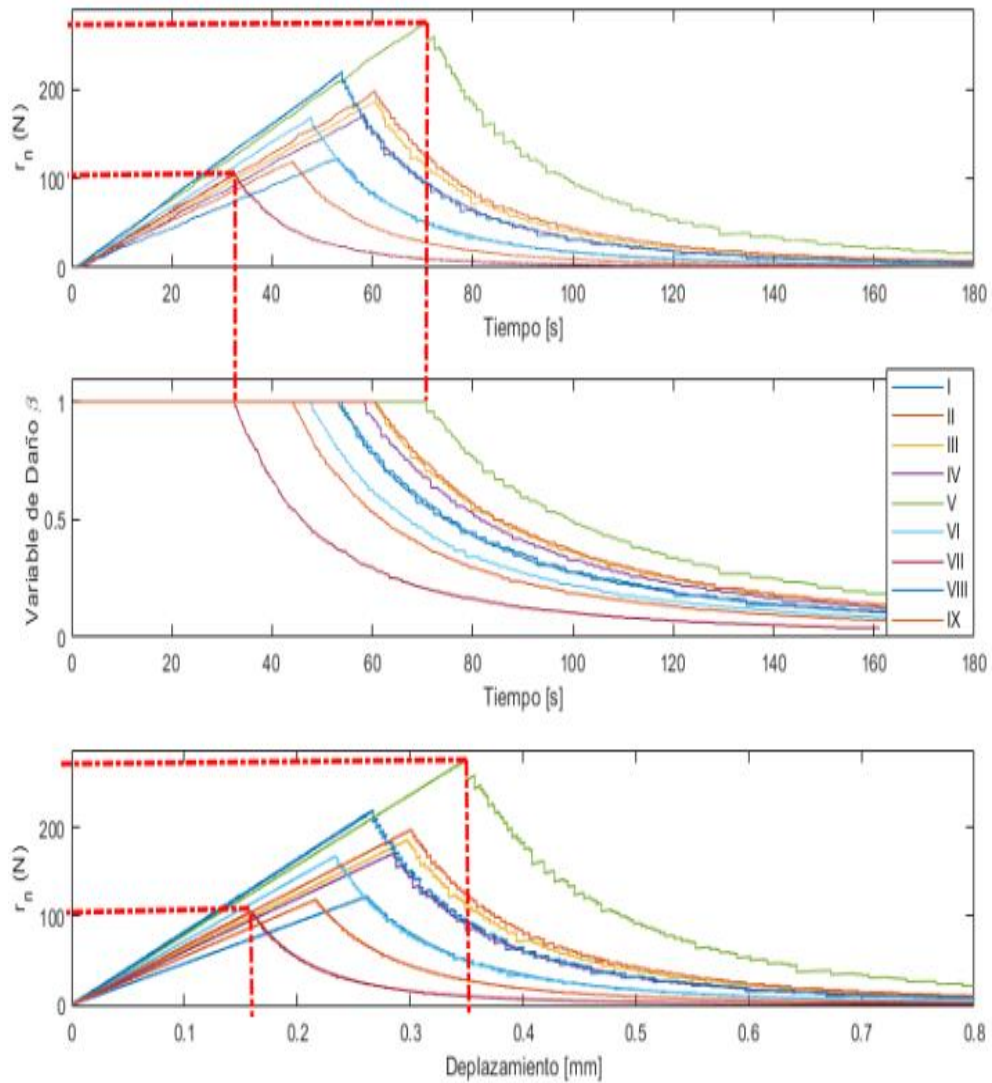 r_n (N)
200
100
0
0 20 40 60 80 100 120 140 160 180
Tiempo [s]
Variable de Daño β
1
0.5
0
I
II
III
IV
V
VI
VII
VIII
IX
0 20 40 60 80 100 120 140 160 180
Tiempo [s]
r_n (N)
200
100
0
0 0.1 0.2 0.3 0.4 0.5 0.6 0.7 0.8
Deplazamiento [mm]